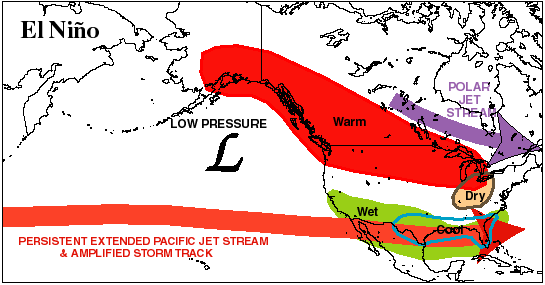 El Niño
POLAR
JET
STREAM
LOW PRESSURE
L
Warm
Dry
Wet
Cool
PERSISTENT EXTENDED PACIFIC JET STREAM
& AMPLIFIED STORM TRACK